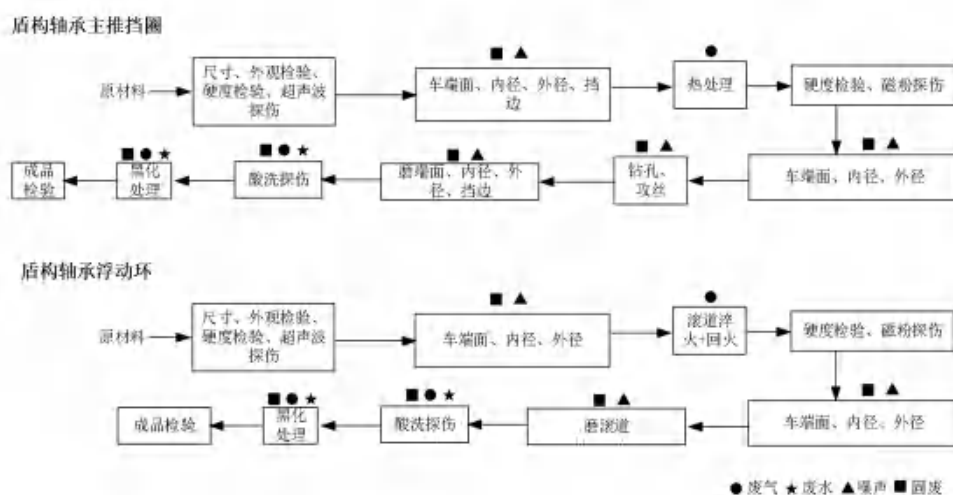 盾构轴承主推挡圈
原材料
尺寸、外观检验、
硬度检验、超声波
探伤
车端面、内径、外径、挡
边
热处理
硬度检验、磁粉探伤
车端面、内径、外径
钻孔、
攻丝
磨端面、内径、外
径、挡边
酸洗探伤
黑化
处理
成品
检验
盾构轴承浮动环
原材料
尺寸、外观检验、
硬度检验、超声波
探伤
车端面、内径、外径
滚道淬
火+回火
硬度检验、磁粉探伤
车端面、内径、外径
磨滚道
酸洗探伤
黑化
处理
成品检验
●废气 ★废水 ▲噪声 ■固废